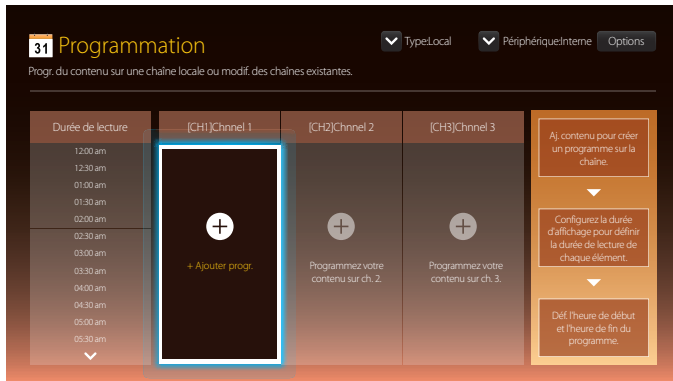 31 Programmation
Type:Local
Périphérique:Interne
Options
Progr. du contenu sur une chaîne locale ou modif. des chaînes existantes.
Durée de lecture
[CH1]Chnnel 1
[CH2]Chnnel 2
[CH3]Chnnel 3
12:00 am
12:30 am
01:00 am
01:30 am
02:00 am
02:30 am
03:00 am
03:30 am
04:00 am
04:30 am
05:00 am
05:30 am
+ Ajouter progr.
Programmez votre
contenu sur ch. 2.
Programmez votre
contenu sur ch. 3.
Aj. contenu pour créer
un programme sur la
chaîne.
Configurez la durée
d'affichage pour définir
la durée de lecture de
chaque élément.
Déf. l'heure de début
et l'heure de fin du
programme.